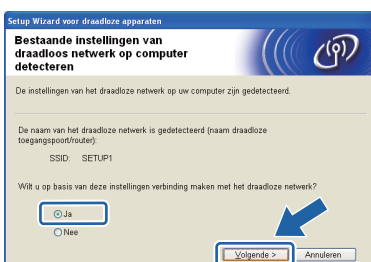 Setup Wizard voor draadloze apparaten
Bestaande instellingen van
draadloos netwerk op computer
detecteren
De instellingen van het draadloze netwerk op uw computer zijn gedetecteerd.
De naam van het draadloze netwerk is gedetecteerd (naam draadloze
toegangspoort/router):
SSID: SETUP1
Wilt u op basis van deze instellingen verbinding maken met het draadloze netwerk?
Ja
Nee
Volgende > Annuleren